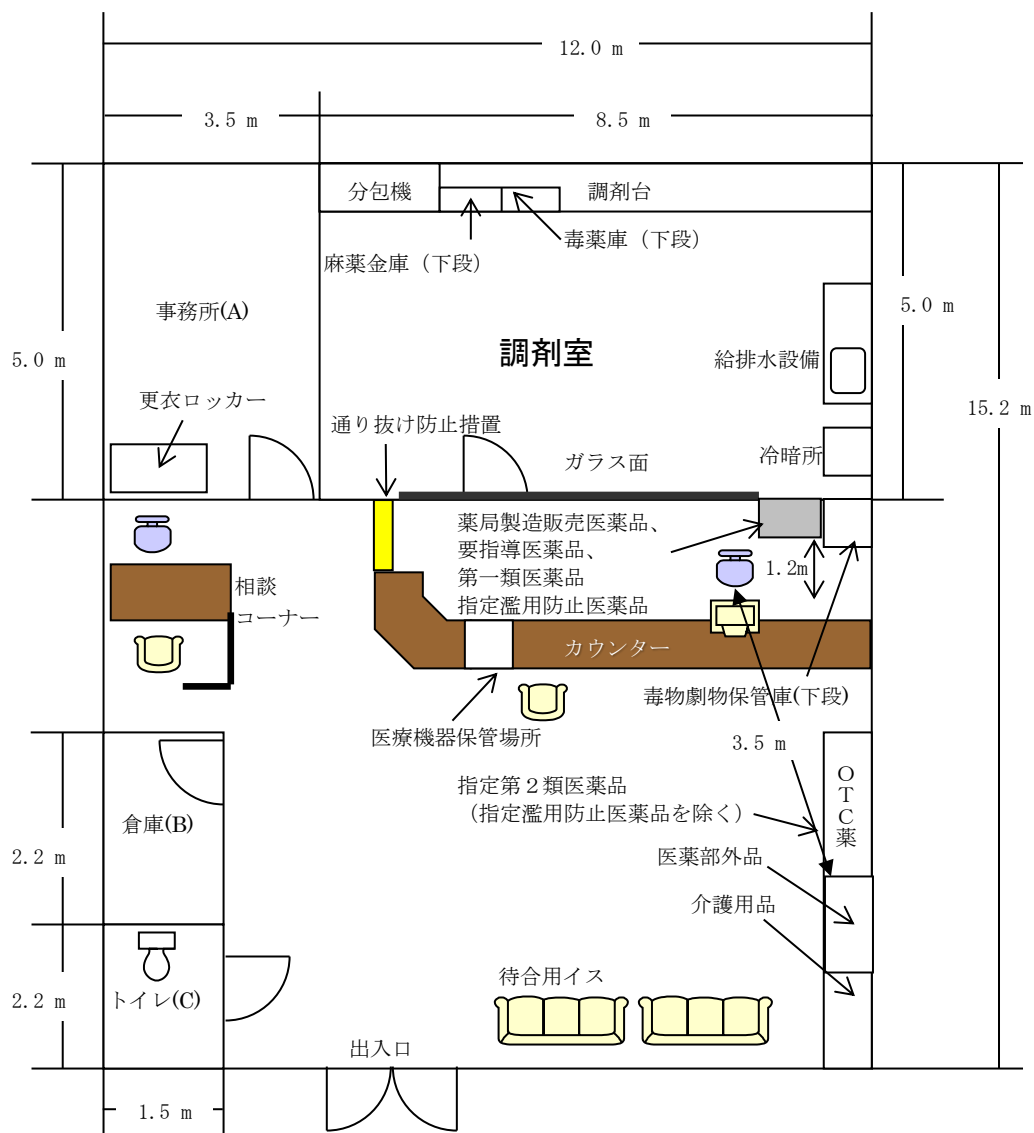 12.0 m
3.5 m
8.5 m
分包機
調剤台
毒薬庫（下段）
麻薬金庫（下段）
事務所(A)
5.0 m
調剤室
給排水設備
5.0 m
15.2 m
更衣ロッカー
通り抜け防止措置
ガラス面
冷暗所
薬局製造販売医薬品、
要指導医薬品、
第一類医薬品
指定濫用防止医薬品
1.2m
相談
コーナー
カウンター
毒物劇物保管庫(下段)
医療機器保管場所
3.5 m
指定第２類医薬品
（指定濫用防止医薬品を除く）
ＯＴＣ薬
倉庫(B)
2.2 m
医薬部外品
介護用品
待合用イス
トイレ(C)
2.2 m
出入口
1.5 m